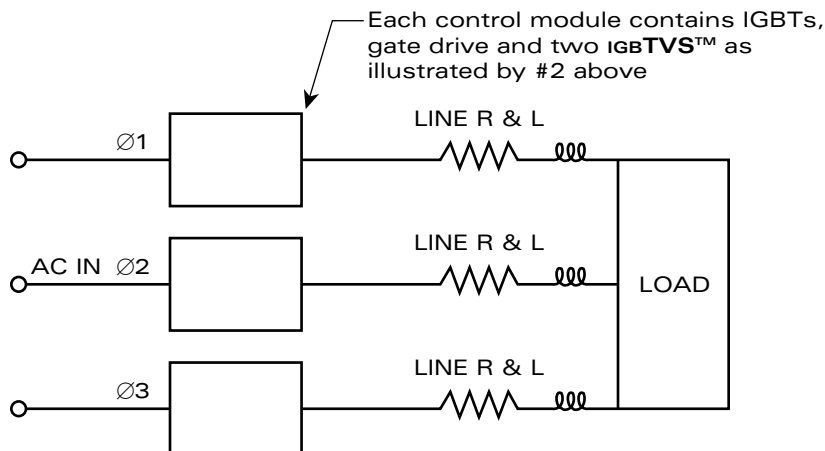 Each control module contains IGBTs,
gate drive and two IGBTVS™ as
illustrated by #2 above
LINE R & L
∅1
LINE R & L
AC IN ∅2
LOAD
LINE R & L
∅3